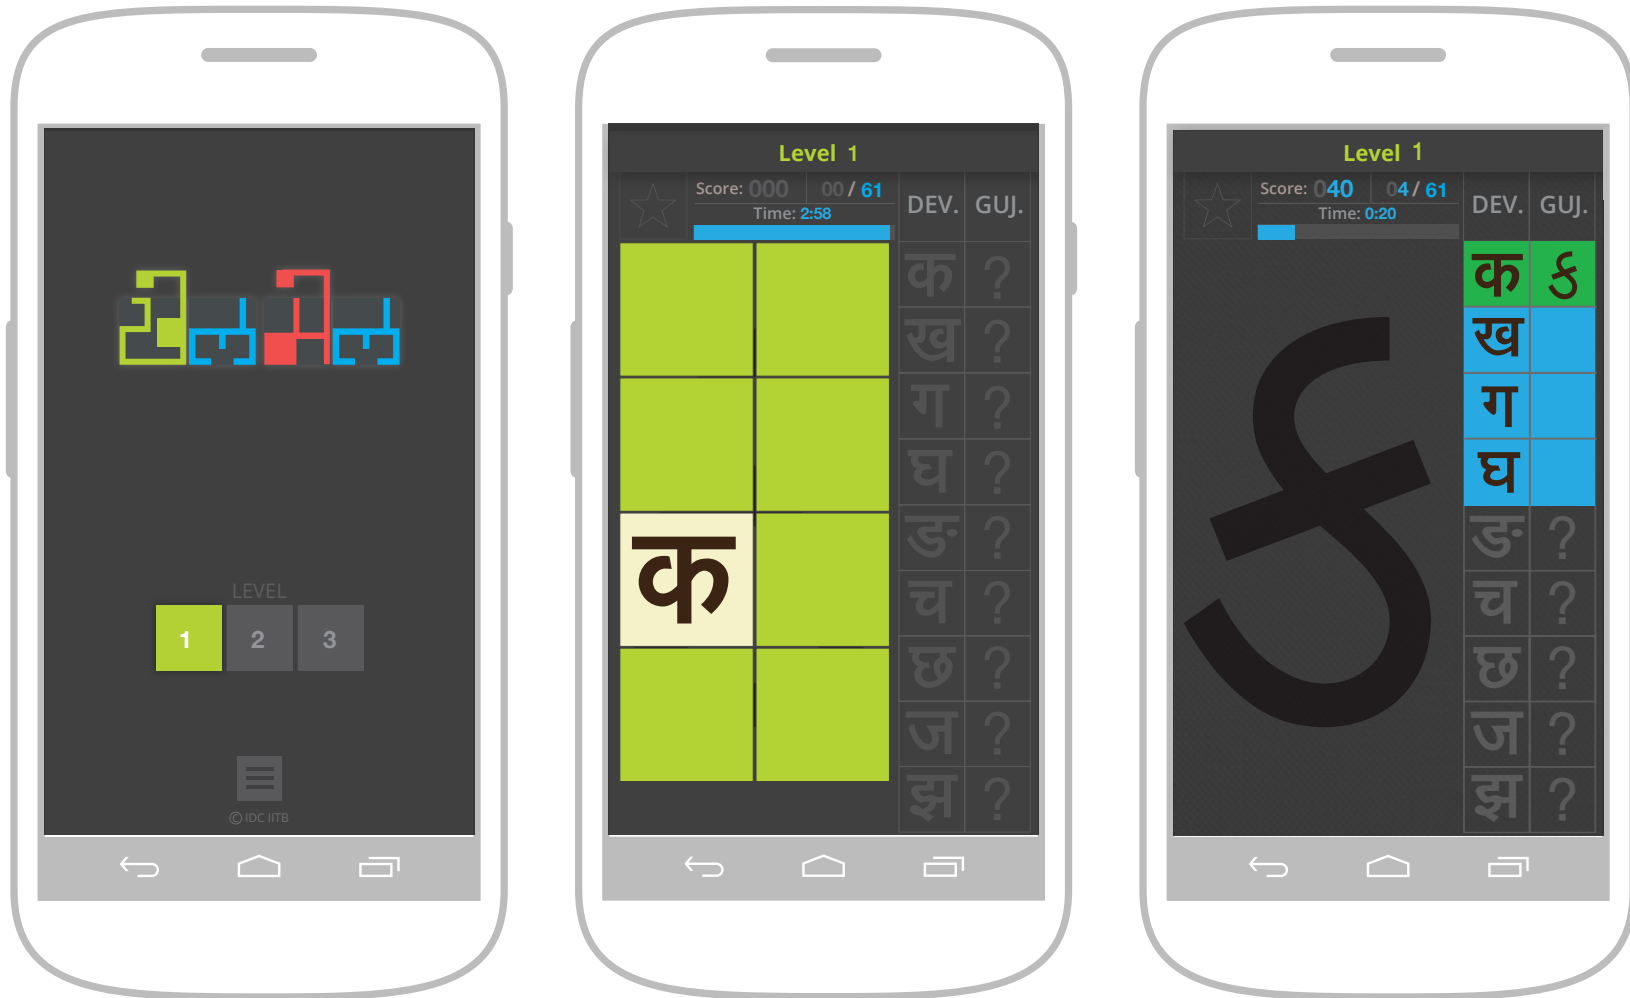 LEVEL
1 2 3
© IDC IITB
Level 1
Score: 000 00 / 61
Time: 2:58
DEV. GUJ.
क ?
ख ?
ग ?
घ ?
ङ ?
च ?
छ ?
ज ?
झ ?
क
Level 1
Score: 040 04 / 61
Time: 0:20
DEV. GUJ.
क ક
ख
ग
घ
ङ ?
च ?
छ ?
ज ?
झ ?
ક